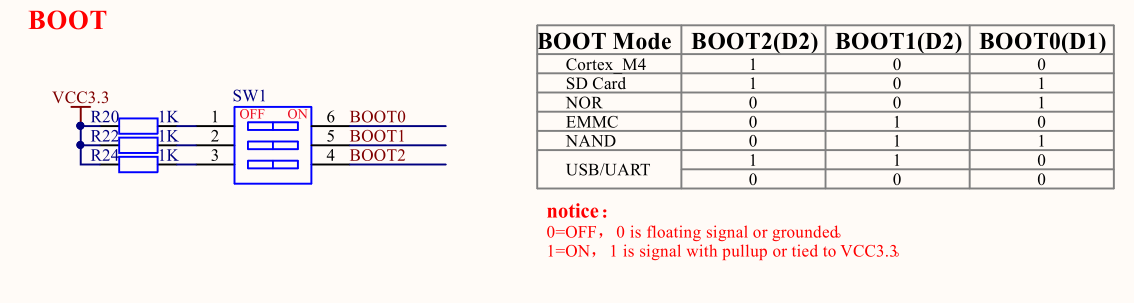 BOOT
VCC3.3
SW1
OFF ON
R20 1K 1 6 BOOT0
R22 1K 2 5 BOOT1
R24 1K 3 4 BOOT2
BOOT Mode BOOT2(D2) BOOT1(D2) BOOT0(D1)
Cortex_M4 1 0 0
SD Card 1 0 1
NOR 0 0 1
EMMC 0 1 0
NAND 0 1 1
USB/UART 1 1 0
0 0 0
notice：
0=OFF，0 is floating signal or grounded。
1=ON，1 is signal with pullup or tied to VCC3.3。